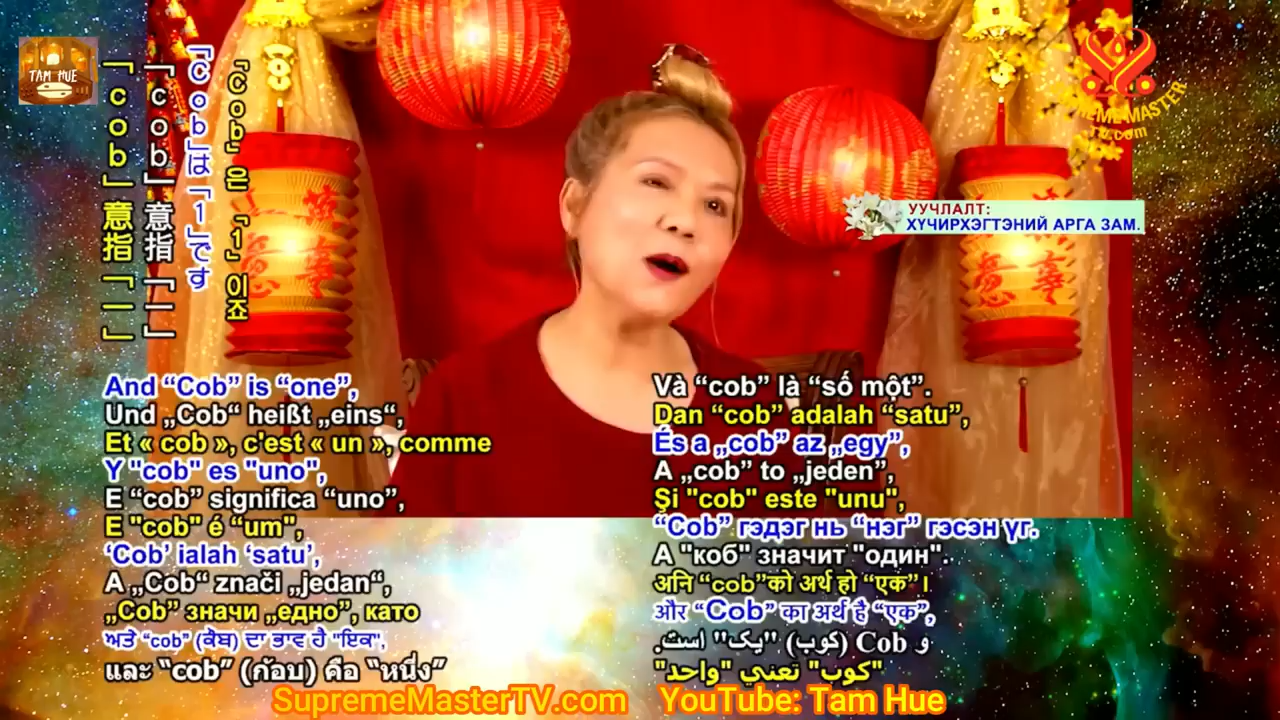 TAM HUE
「cob」意指「一」
「cob」意指「一」
「Cob」は「1」です
「Cob」은 「1」이죠
SUPREME MASTER
TV.com
УУЧЛАЛТ:
ХҮЧИРХЭГТЭНИЙ АРГА ЗАМ.
And “Cob” is “one”,
Und „Cob“ heißt „eins“,
Et « cob », c'est « un », comme
Y "cob" es "uno",
E “cob” significa “uno”,
E "cob" é “um",
‘Cob’ ialah ‘satu’,
A „Cob“ znači „jedan“,
„Cob” значи „едно”, като
ਅਤੇ “cob” (ਕੋਬ) ਦਾ ਭਾਵ ਹੈ "ਇਕ",
และ “cob” (ก้อบ) คือ “หนึ่ง”
Và “cob” là “số một”.
Dan “cob” adalah “satu”,
És a „cob” az „egy”,
A „cob” to „jeden”,
Şi "cob" este "unu",
“Cob” гэдэг нь “нэг” гэсэн үг.
А "коб" значит "один".
अनि “cob”को अर्थ हो “एक”।
और “Cob” का अर्थ है “एक”,
و Cob (کوب) "یک" است.
"كوب" تعني "واحد"
SupremeMasterTV.com YouTube: Tam Hue